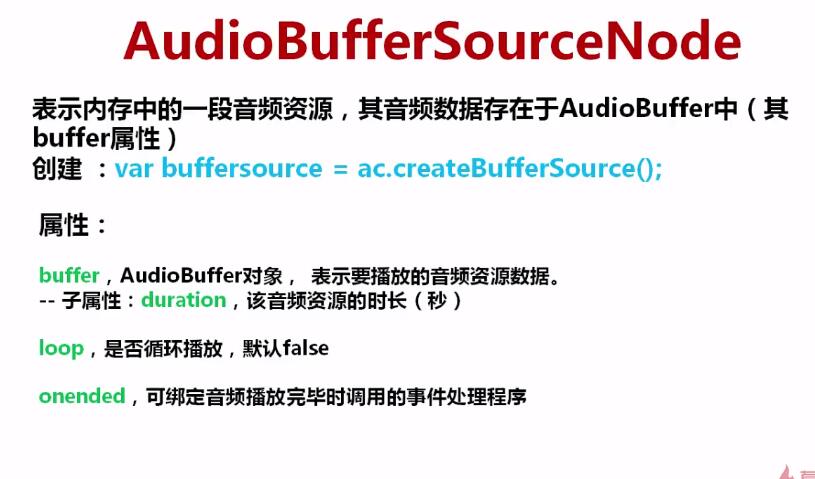 AudioBufferSourceNode
表示内存中的一段音频资源，其音频数据存在于AudioBuffer中（其
buffer属性）
创建 ：var buffersource = ac.createBufferSource();
属性：
buffer，AudioBuffer对象， 表示要播放的音频资源数据。
-- 子属性：duration，该音频资源的时长（秒）
loop，是否循环播放，默认false
onended，可绑定音频播放完毕时调用的事件处理程序